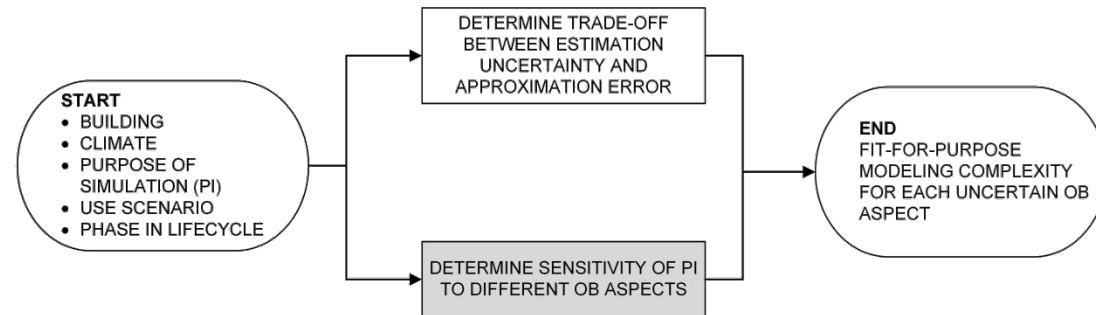 START
• BUILDING
• CLIMATE
• PURPOSE OF
SIMULATION (PI)
• USE SCENARIO
• PHASE IN LIFECYCLE
DETERMINE TRADE-OFF
BETWEEN ESTIMATION
UNCERTAINTY AND
APPROXIMATION ERROR
DETERMINE SENSITIVITY OF PI
TO DIFFERENT OB ASPECTS
END
FIT-FOR-PURPOSE
MODELING COMPLEXITY
FOR EACH UNCERTAIN OB
ASPECT